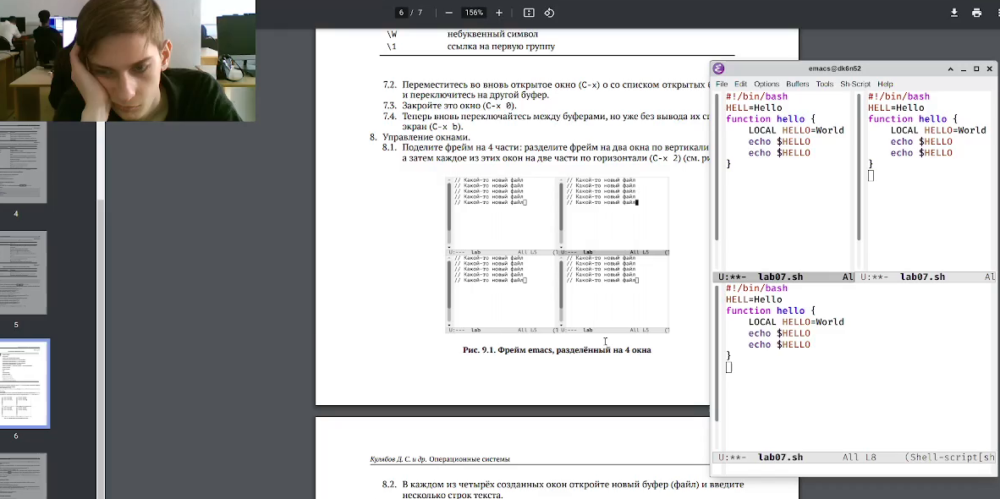 6 / 7
156%
\W небуквенный символ
\1 ссылка на первую группу
7.2. Переместитесь во вновь открытое окно (C-x) o со списком открытых
и переключитесь на другой буфер.
7.3. Закройте это окно (C-x 0).
7.4. Теперь вновь переключайтесь между буферами, но уже без вывода их
экран (C-x b).
8. Управление окнами.
8.1. Поделите фрейм на 4 части: разделите фрейм на два окна по вертикали
а затем каждое из этих окон на две части по горизонтали (C-x 2) (см.
// Какой-то новый файл
// Какой-то новый файл
// Какой-то новый файл
// Какой-то новый файл
// Какой-то новый файл
U:--- lab All L5
// Какой-то новый файл
// Какой-то новый файл
// Какой-то новый файл
// Какой-то новый файл
// Какой-то новый файл
U:--- lab All L5
// Какой-то новый файл
// Какой-то новый файл
// Какой-то новый файл
// Какой-то новый файл
// Какой-то новый файл
U:--- lab All L5
// Какой-то новый файл
// Какой-то новый файл
// Какой-то новый файл
// Какой-то новый файл
// Какой-то новый файл
U:--- lab All L5
Рис. 9.1. Фрейм emacs, разделённый на 4 окна
Кулябов Д. С. и др. Операционные системы
8.2. В каждом из четырёх созданных окон откройте новый буфер (файл) и введите
несколько строк текста.
4
5
6
emacs@dk6n52
File Edit Options Buffers Tools Sh-Script Help
#!/bin/bash
HELL=Hello
function hello {
LOCAL HELLO=World
echo $HELLO
echo $HELLO
}
U:**- lab07.sh Al
#!/bin/bash
HELL=Hello
function hello {
LOCAL HELLO=World
echo $HELLO
echo $HELLO
}
U:**- lab07.sh Al
#!/bin/bash
HELL=Hello
function hello {
LOCAL HELLO=World
echo $HELLO
echo $HELLO
}
U:**- lab07.sh All L8 (Shell-script[sh